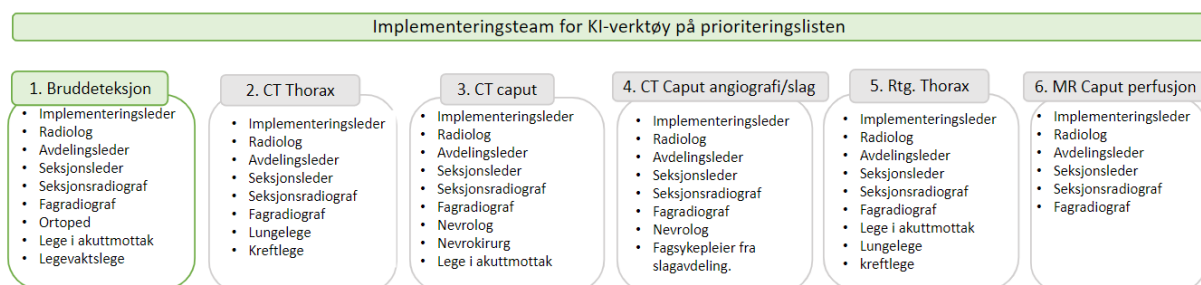 Implementeringsteam for KI-verktøy på prioriteringslisten
1. Bruddeteksjon
• Implementeringsleder
• Radiolog
• Avdelingsleder
• Seksjonsleder
• Seksjonsradiograf
• Fagradiograf
• Ortoped
• Lege i akuttmottak
• Legevaktslege
2. CT Thorax
• Implementeringsleder
• Radiolog
• Avdelingsleder
• Seksjonsleder
• Seksjonsradiograf
• Fagradiograf
• Lungelege
• Kreftlege
3. CT caput
• Implementeringsleder
• Radiolog
• Avdelingsleder
• Seksjonsleder
• Seksjonsradiograf
• Fagradiograf
• Nevrolog
• Nevrokirurg
• Lege i akuttmottak
4. CT Caput angiografi/slag
• Implementeringsleder
• Radiolog
• Avdelingsleder
• Seksjonsleder
• Seksjonsradiograf
• Fagradiograf
• Nevrolog
• Fagsykepleier fra
slagavdeling.
5. Rtg. Thorax
• Implementeringsleder
• Radiolog
• Avdelingsleder
• Seksjonsleder
• Seksjonsradiograf
• Fagradiograf
• Lege i akuttmottak
• Lungelege
• kreftlege
6. MR Caput perfusjon
• Implementeringsleder
• Radiolog
• Avdelingsleder
• Seksjonsleder
• Seksjonsradiograf
• Fagradiograf